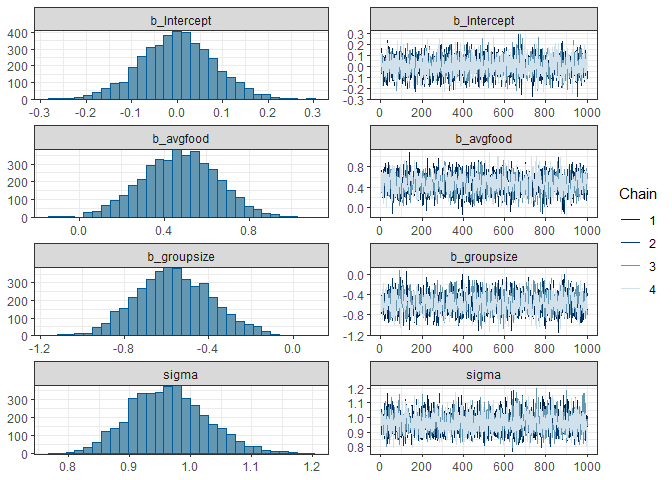 b_Intercept
400
300
200
100
0
-0.3 -0.2 -0.1 0.0 0.1 0.2 0.3
b_Intercept
0.3
0.2
0.1
0.0
-0.1
-0.2
-0.3
0 200 400 600 800 1000
b_avgfood
300
200
100
0
0.0 0.4 0.8
b_avgfood
0.8
0.4
0.0
0 200 400 600 800 1000
b_groupsize
300
200
100
0
-1.2 -0.8 -0.4 0.0
b_groupsize
0.0
-0.4
-0.8
-1.2
0 200 400 600 800 1000
sigma
300
200
100
0
0.8 0.9 1.0 1.1 1.2
sigma
1.2
1.1
1.0
0.9
0.8
0 200 400 600 800 1000
Chain
1
2
3
4